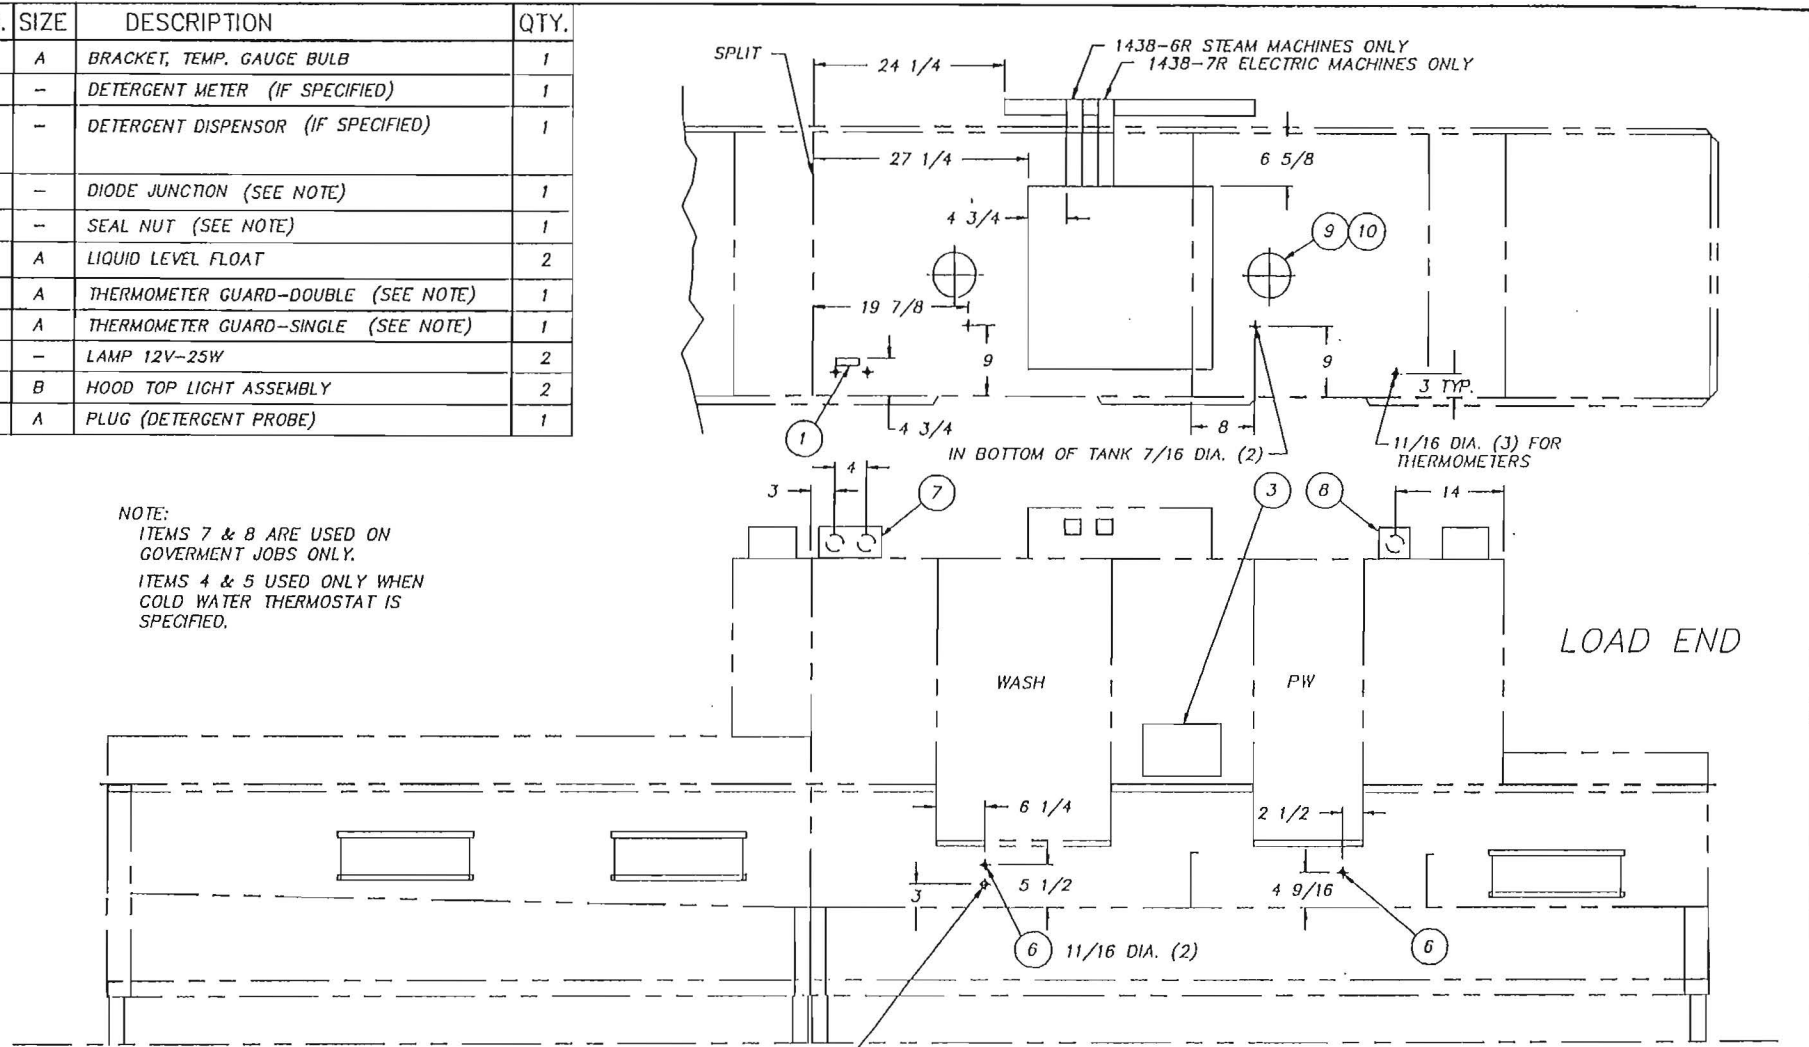 . SIZE DESCRIPTION QTY.
A BRACKET, TEMP. GAUGE BULB 1
- DETERGENT METER (IF SPECIFIED) 1
- DETERGENT DISPENSOR (IF SPECIFIED) 1
- DIODE JUNCTION (SEE NOTE) 1
- SEAL NUT (SEE NOTE) 1
A LIQUID LEVEL FLOAT 2
A THERMOMETER GUARD-DOUBLE (SEE NOTE) 1
A THERMOMETER GUARD-SINGLE (SEE NOTE) 1
- LAMP 12V-25W 2
B HOOD TOP LIGHT ASSEMBLY 2
A PLUG (DETERGENT PROBE) 1
SPLIT
24 1/4
1438-6R STEAM MACHINES ONLY
1438-7R ELECTRIC MACHINES ONLY
27 1/4
6 5/8
4 3/4
9 10
19 7/8
9
9
3 TYP.
1
4 3/4
8
IN BOTTOM OF TANK 7/16 DIA. (2)
11/16 DIA. (3) FOR
THERMOMETERS
3
4
7
3
8
14
NOTE:
ITEMS 7 & 8 ARE USED ON
GOVERMENT JOBS ONLY.
ITEMS 4 & 5 USED ONLY WHEN
COLD WATER THERMOSTAT IS
SPECIFIED.
LOAD END
WASH
PW
6 1/4
2 1/2
3
5 1/2
4 9/16
6 11/16 DIA. (2)
6